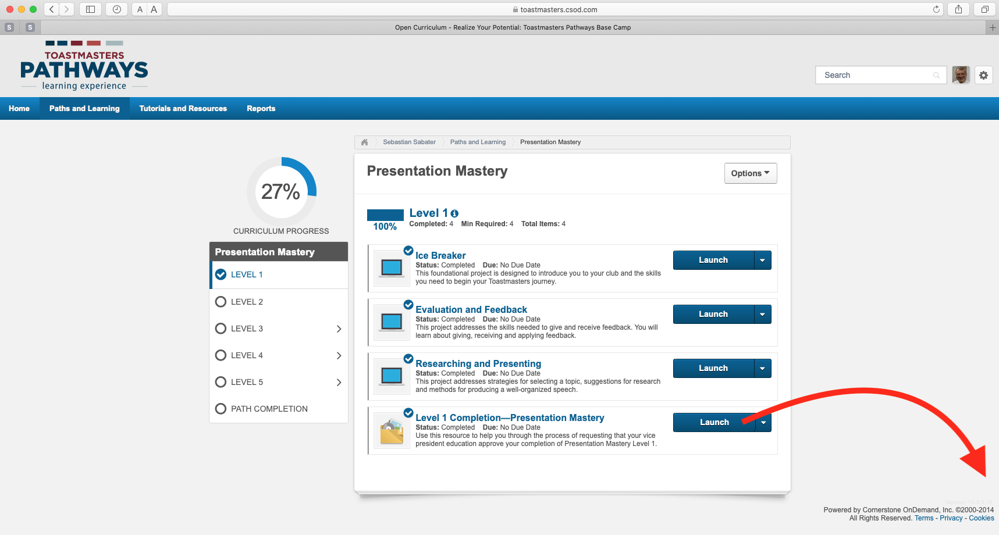 A A
toastmasters.csod.com
S S
Open Curriculum - Realize Your Potential: Toastmasters Pathways Base Camp
TOASTMASTERS
PATHWAYS
learning experience
Search
Home Paths and Learning Tutorials and Resources Reports
Sebastian Sabater Paths and Learning Presentation Mastery
27%
CURRICULUM PROGRESS
Presentation Mastery
LEVEL 1
LEVEL 2
LEVEL 3
LEVEL 4
LEVEL 5
PATH COMPLETION
Presentation Mastery
Options
100%
Level 1
Completed: 4 Min Required: 4 Total Items: 4
Ice Breaker
Status: Completed Due: No Due Date
This foundational project is designed to introduce you to your club and the skills
you need to begin your Toastmasters journey.
Launch
Evaluation and Feedback
Status: Completed Due: No Due Date
This project addresses the skills needed to give and receive feedback. You will
learn about giving, receiving and applying feedback.
Launch
Researching and Presenting
Status: Completed Due: No Due Date
This project addresses strategies for selecting a topic, suggestions for research
and methods for producing a well-organized speech.
Launch
Level 1 Completion—Presentation Mastery
Status: Completed Due: No Due Date
Use this resource to help you through the process of requesting that your vice
president education approve your completion of Presentation Mastery Level 1.
Launch
Powered by Cornerstone OnDemand, Inc. ©2000-2014
All Rights Reserved. Terms - Privacy - Cookies